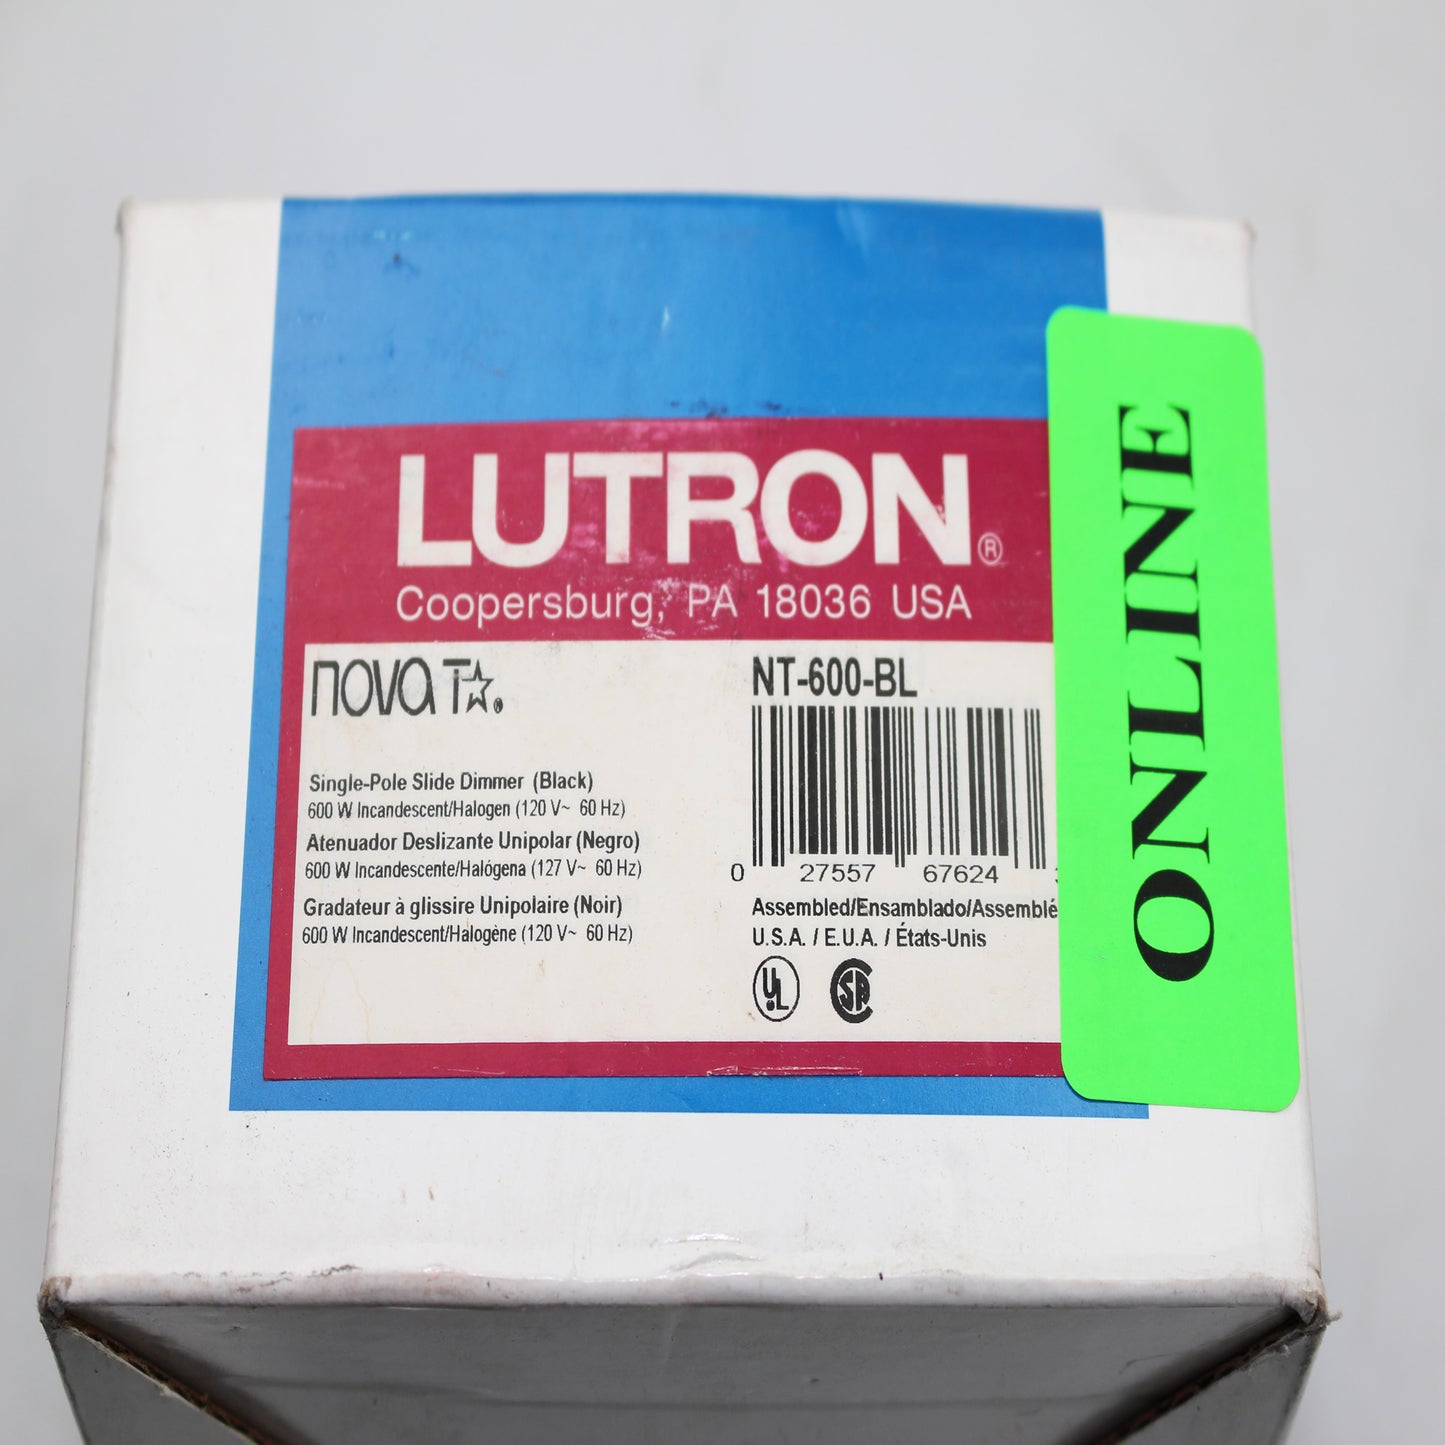 LUTRON®
Coopersburg, PA 18036 USA
nova T☆®
NT-600-BL
Single-Pole Slide Dimmer (Black)
600 W Incandescent/Halogen (120 V~ 60 Hz)
Atenuador Deslizante Unipolar (Negro)
600 W Incandescente/Halógena (127 V~ 60 Hz)
Gradateur à glissire Unipolaire (Noir)
600 W Incandescent/Halogène (120 V~ 60 Hz)
0 27557 67624
Assembled/Ensamblado/Assemblé
U.S.A. / E.U.A. / États-Unis
UL SA
ONLINE